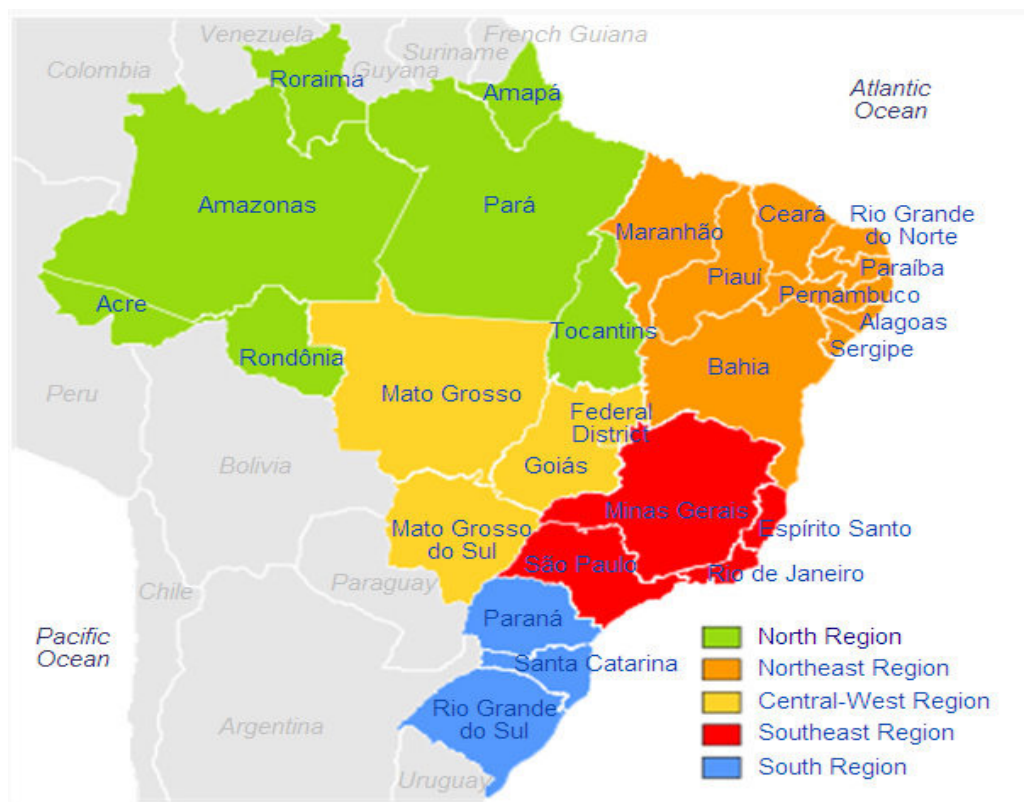 Venezuela
French Guiana
Suriname
Colombia
Guyana
Roraima
Amapá
Atlantic
Ocean
Amazonas
Pará
Maranhão
Ceará
Rio Grande
do Norte
Piauí
Paraíba
Pernambuco
Acre
Alagoas
Tocantins
Sergipe
Rondônia
Bahia
Peru
Mato Grosso
Federal
District
Bolivia
Goiás
Minas Gerais
Mato Grosso
do Sul
Espírito Santo
São Paulo
Rio de Janeiro
Chile
Paraguay
Paraná
Pacific
Ocean
Santa Catarina
Rio Grande
do Sul
Argentina
Uruguay
North Region
Northeast Region
Central-West Region
Southeast Region
South Region